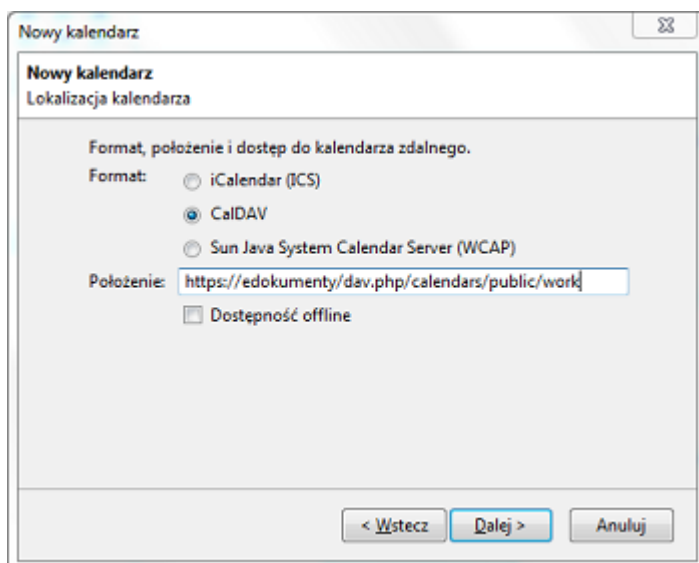 Nowy kalendarz
Nowy kalendarz
Lokalizacja kalendarza
Format, położenie i dostęp do kalendarza zdalnego.
Format: iCalendar (ICS)
CalDAV
Sun Java System Calendar Server (WCAP)
Położenie: https://edokumenty/dav.php/calendars/public/work
Dostępność offline
< Wstecz Dalej > Anuluj